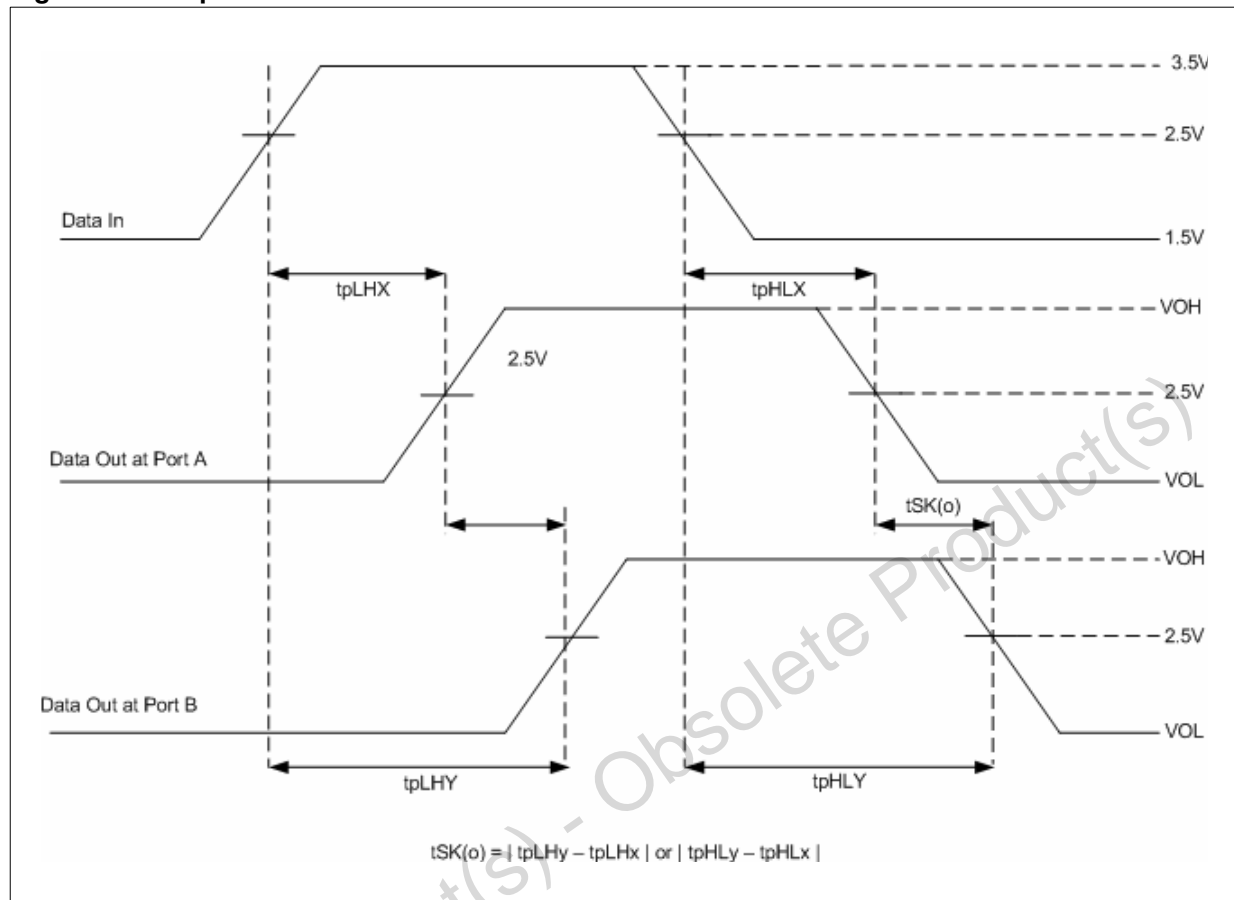 3.5V
2.5V
Data In
1.5V
tpLHX
tpHLX
VOH
2.5V
2.5V
Data Out at Port A
VOL
tSK(o)
VOH
2.5V
Data Out at Port B
VOL
tpLHY
tpHLY
tSK(o) = | tpLHy – tpLHx | or | tpHLy – tpHLx |
t(s) - Obsolete Product(s)